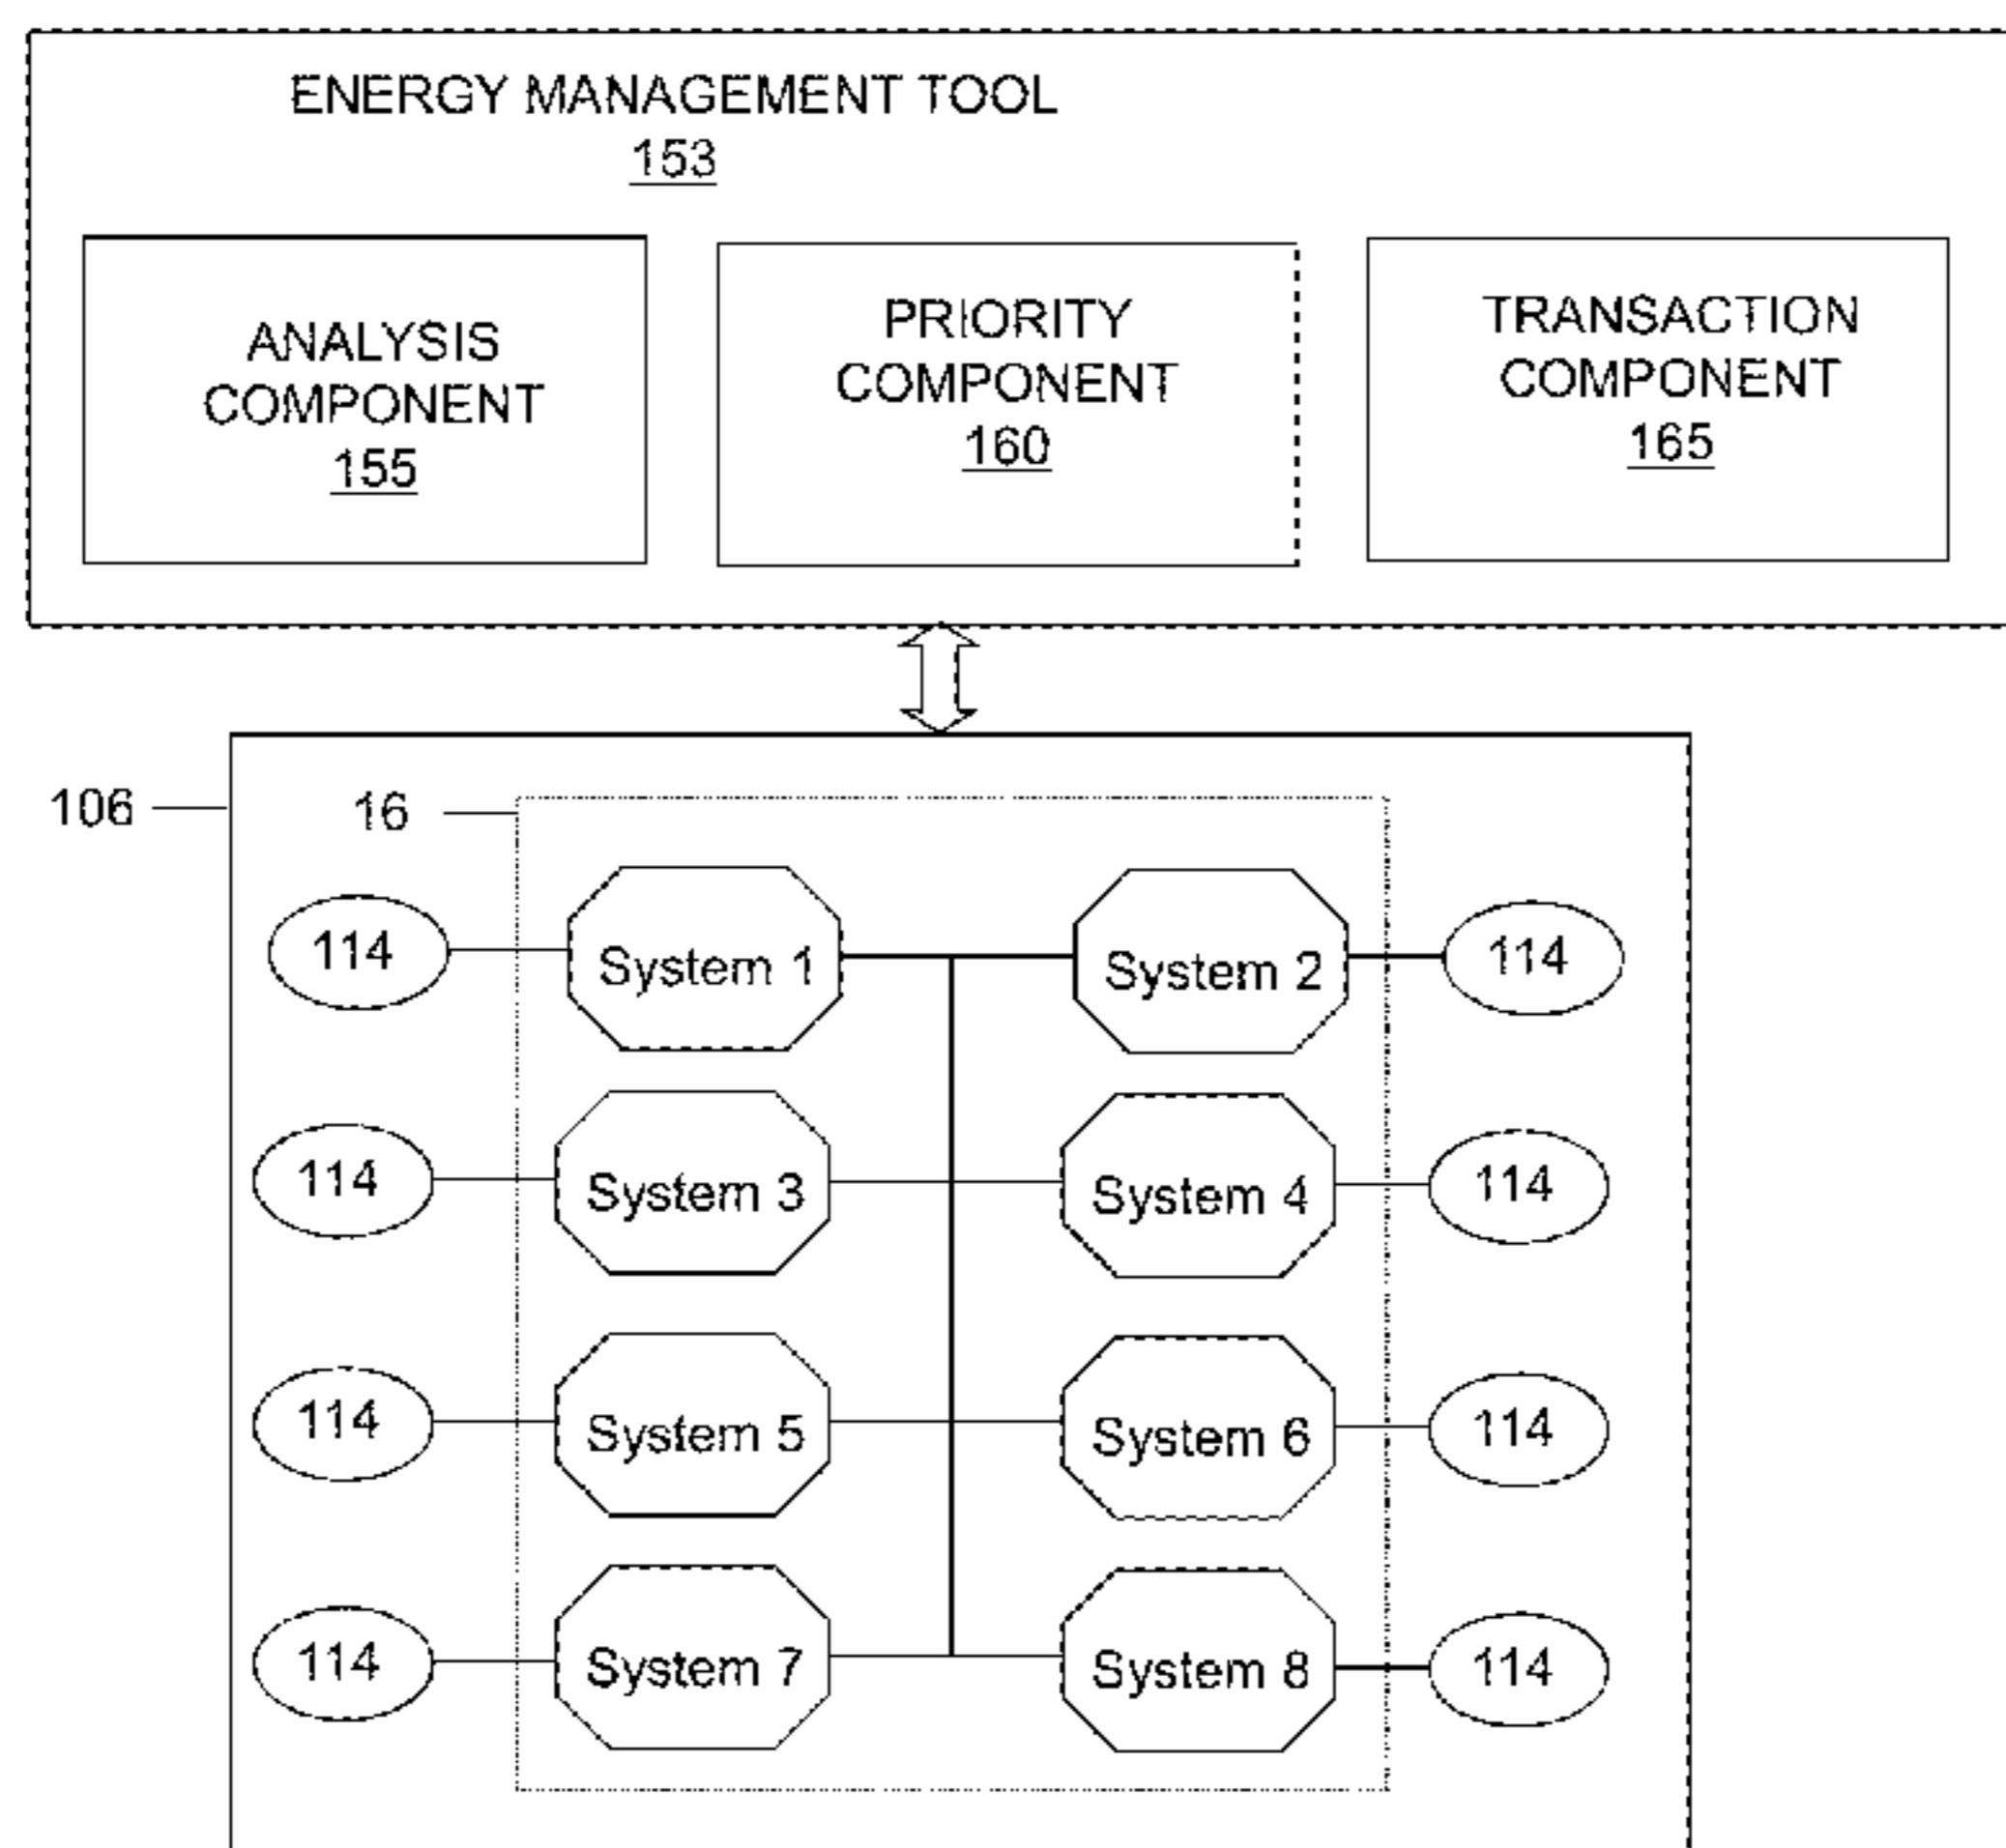 ENERGY MANAGEMENT TOOL
153
ANALYSIS
COMPONENT
155
PRIORITY
COMPONENT
160
TRANSACTION
COMPONENT
165
106
16
114
System 1
System 2
114
114
System 3
System 4
114
114
System 5
System 6
114
114
System 7
System 8
114